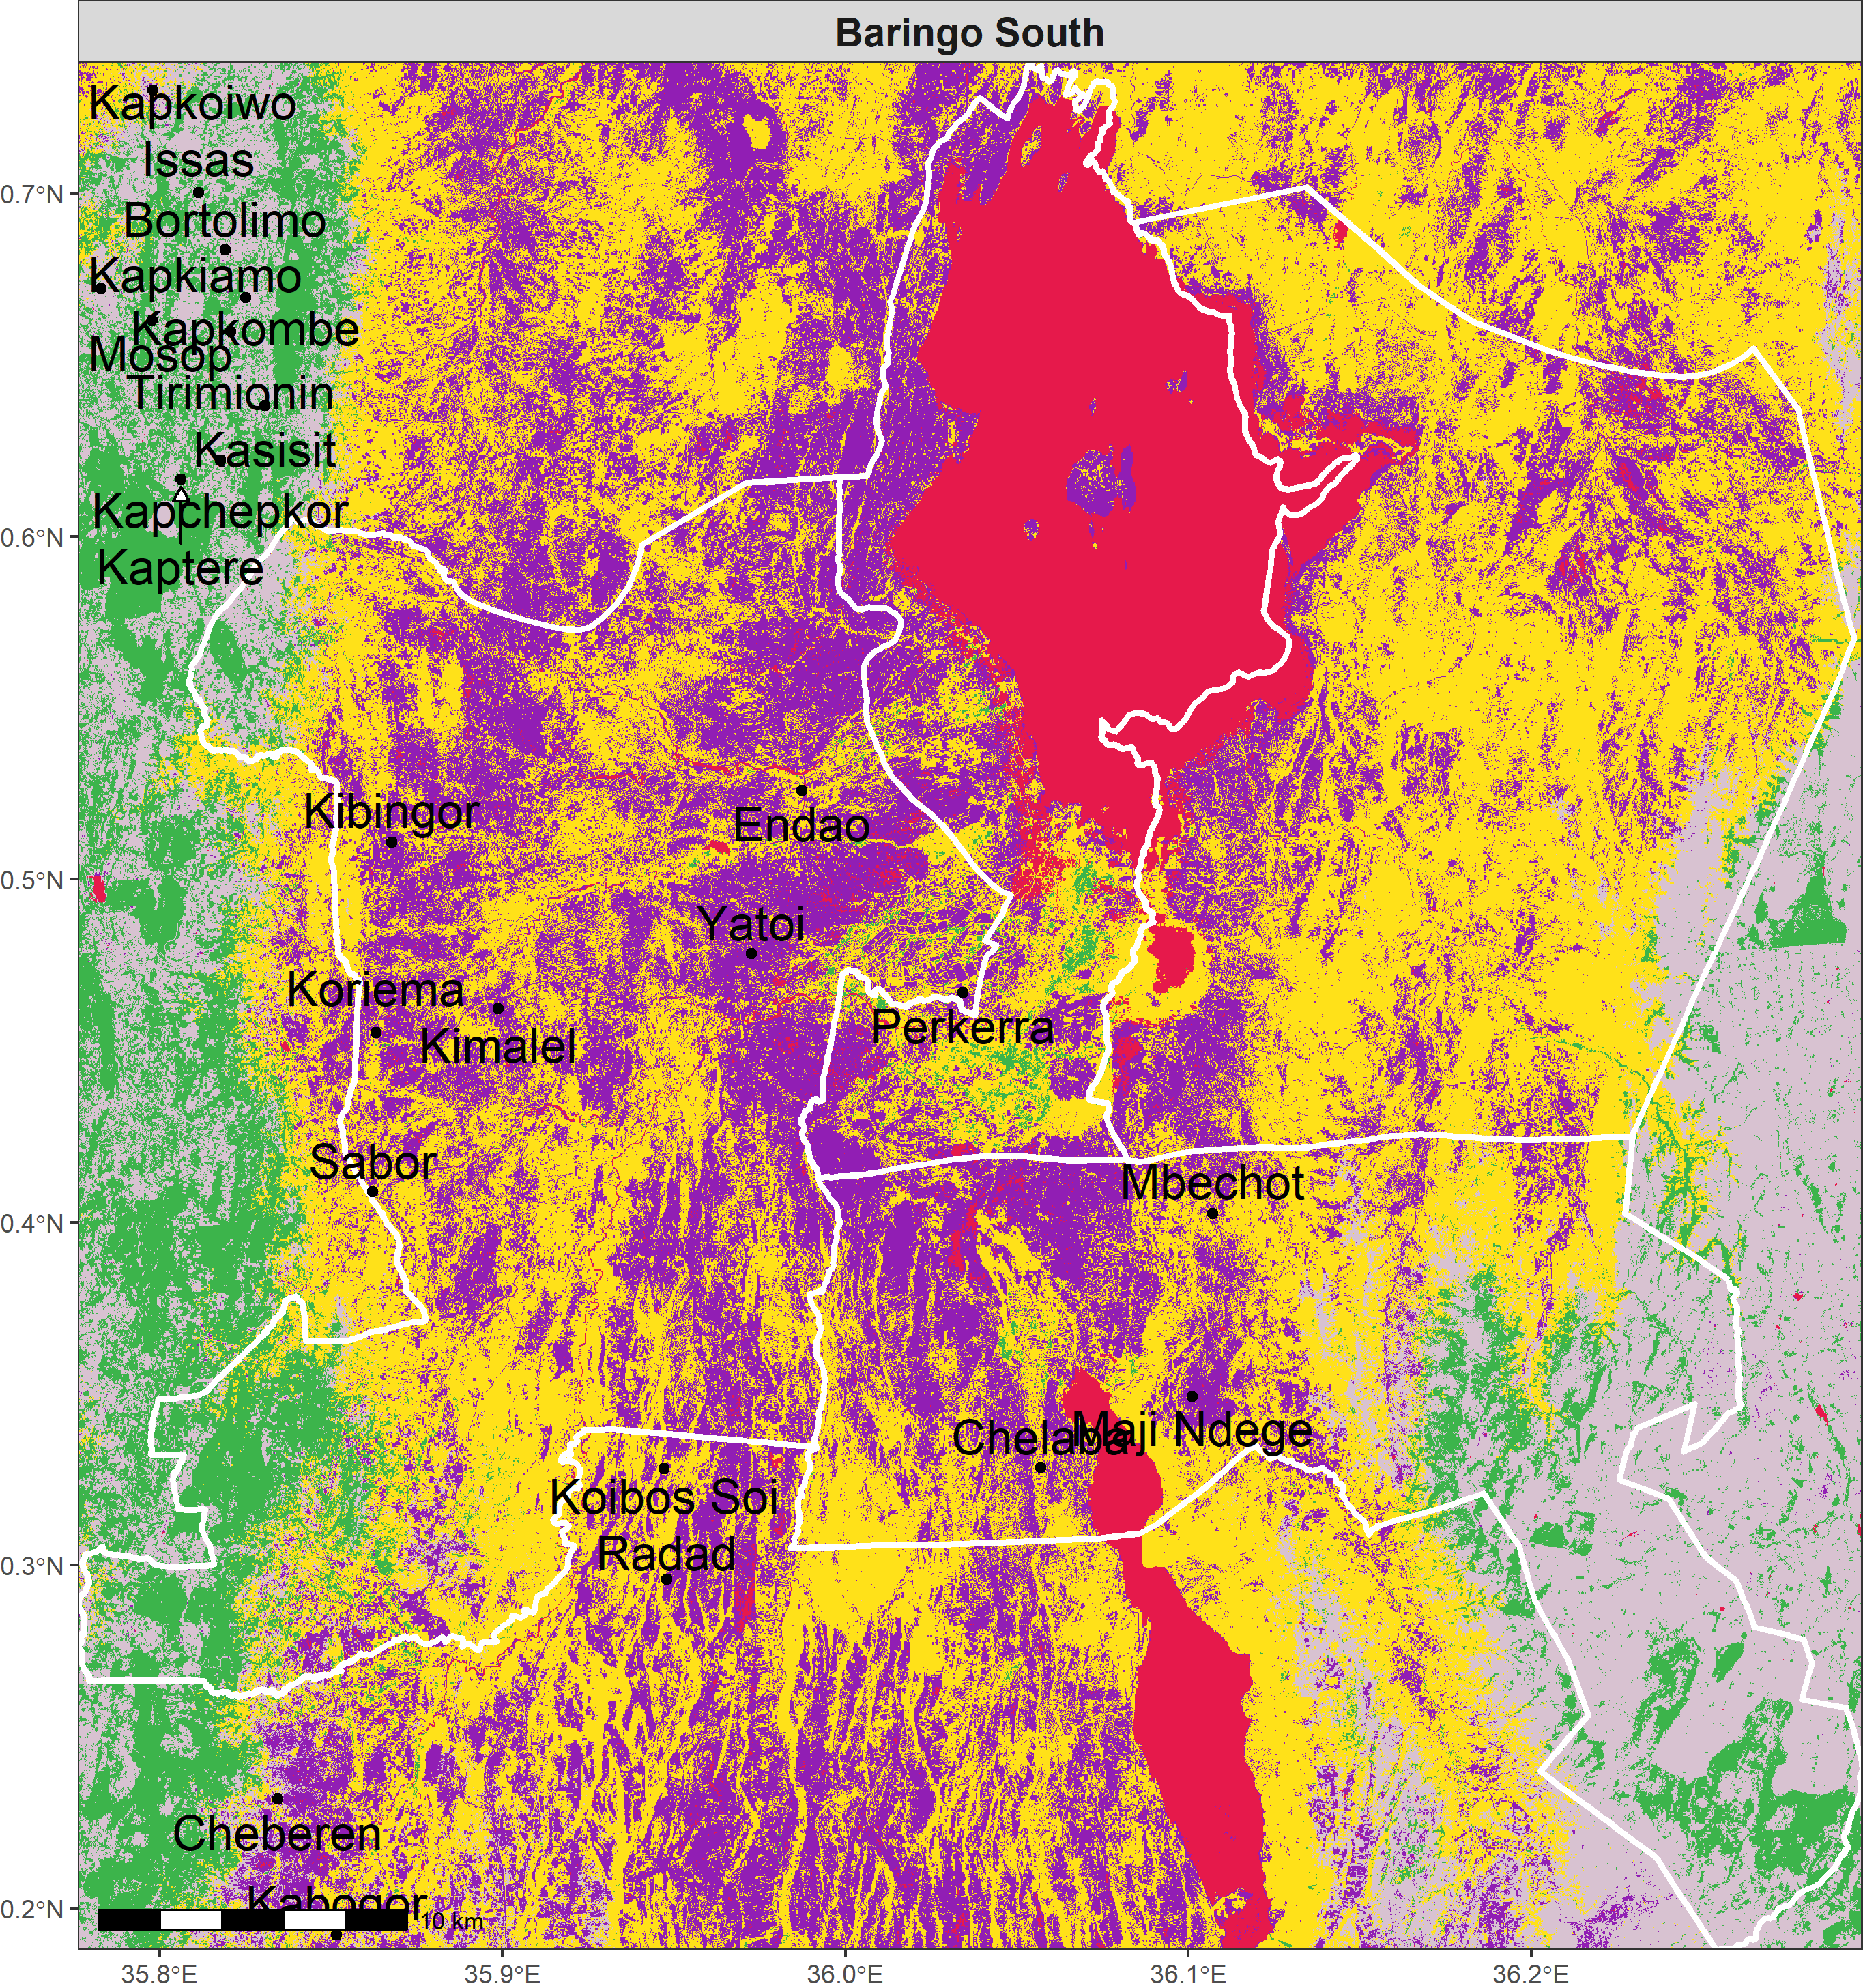 Baringo South
Kapkoiwo
Issas
0.7°N
Bortolimo
Kapkiamo
Kapkombe
Mosop
Tirimionin
Kasisit
Kapchepkor
0.6°N
Kaptere
Kibingor
Endao
0.5°N
Yatoi
Koriema
Perkerra
Kimalel
Sabor
Mbechot
0.4°N
Maji Ndege
Chelaba
Koibos Soi
Radad
0.3°N
Cheberen
Kabogor
0.2°N
10 km
35.8°E 35.9°E 36.0°E 36.1°E 36.2°E